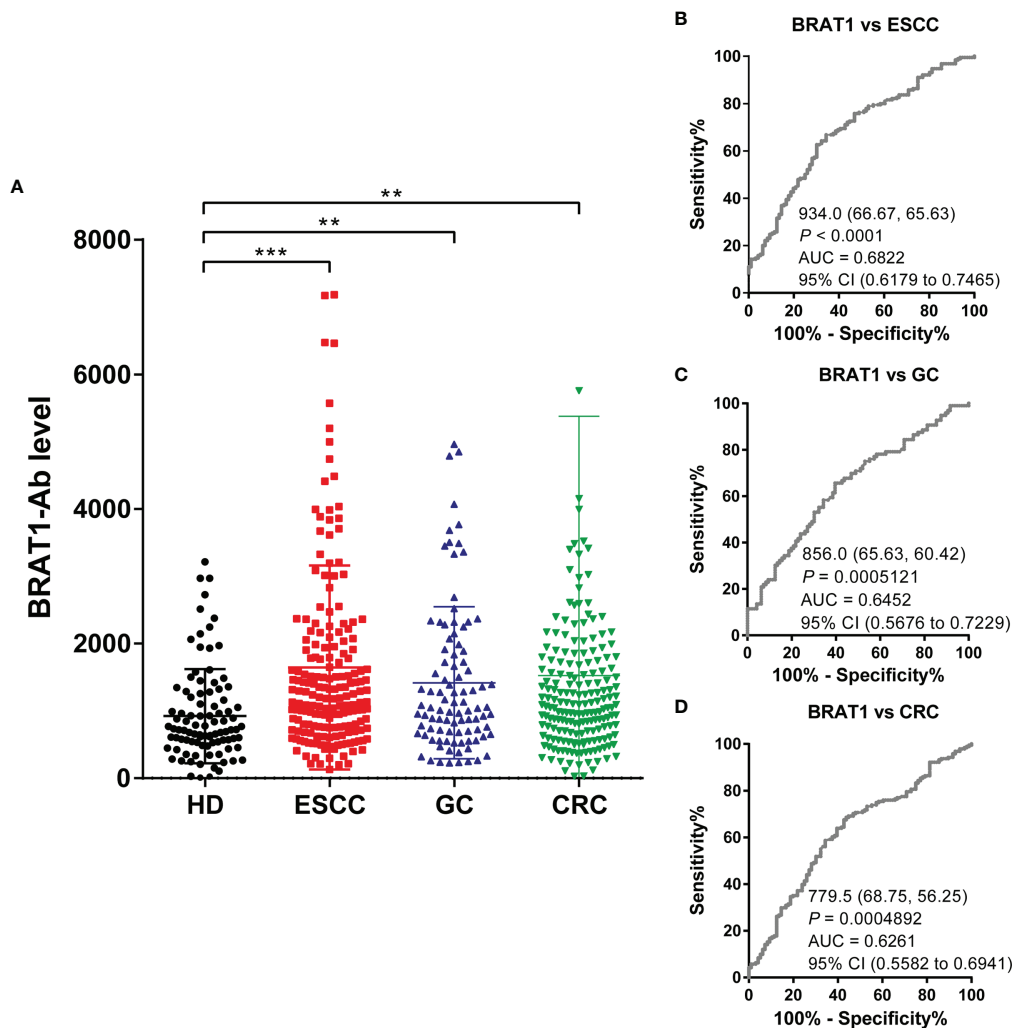 A
BRAT1-Ab level
8000
6000
4000
2000
0
**
**
***
HD
ESCC
GC
CRC
B
BRAT1 vs ESCC
Sensitivity%
100
80
60
40
20
0
934.0 (66.67, 65.63)
P < 0.0001
AUC = 0.6822
95% CI (0.6179 to 0.7465)
0 20 40 60 80 100
100% - Specificity%
C
BRAT1 vs GC
Sensitivity%
100
80
60
40
20
0
856.0 (65.63, 60.42)
P = 0.0005121
AUC = 0.6452
95% CI (0.5676 to 0.7229)
0 20 40 60 80 100
100% - Specificity%
D
BRAT1 vs CRC
Sensitivity%
100
80
60
40
20
0
779.5 (68.75, 56.25)
P = 0.0004892
AUC = 0.6261
95% CI (0.5582 to 0.6941)
0 20 40 60 80 100
100% - Specificity%